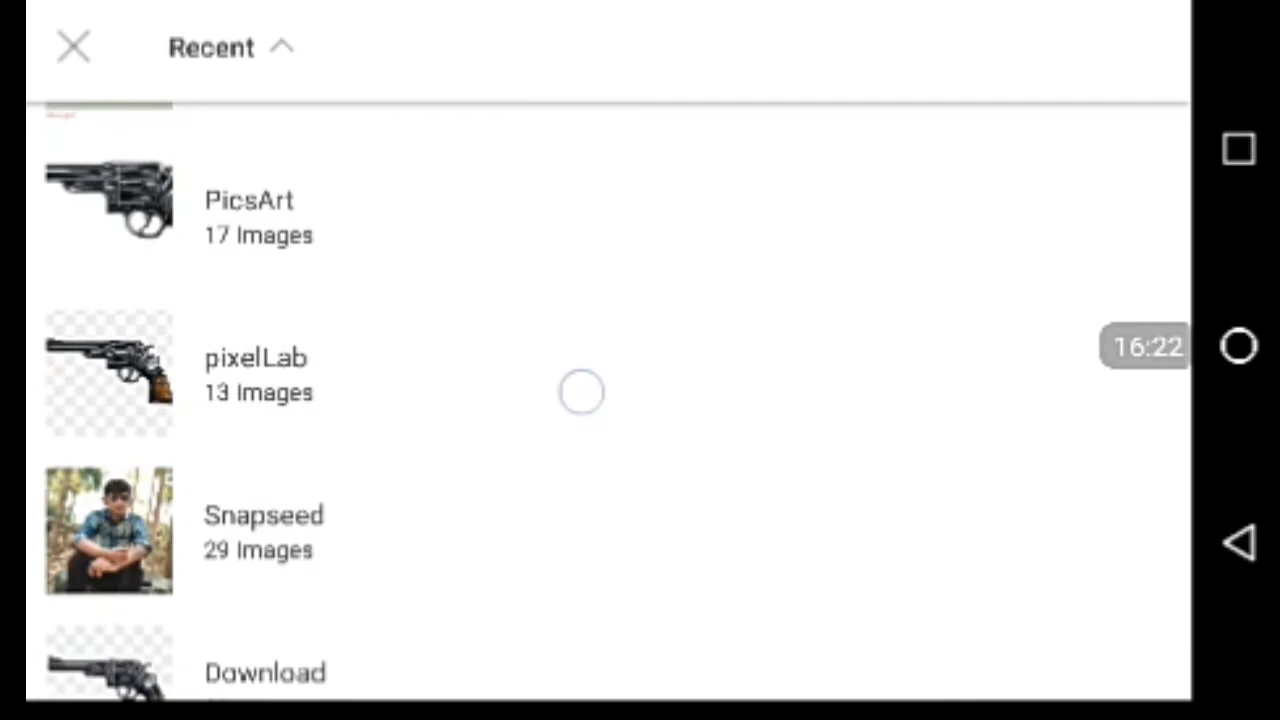 Recent
PicsArt
17 Images
pixelLab
13 Images
16:22
Snapseed
29 Images
Download